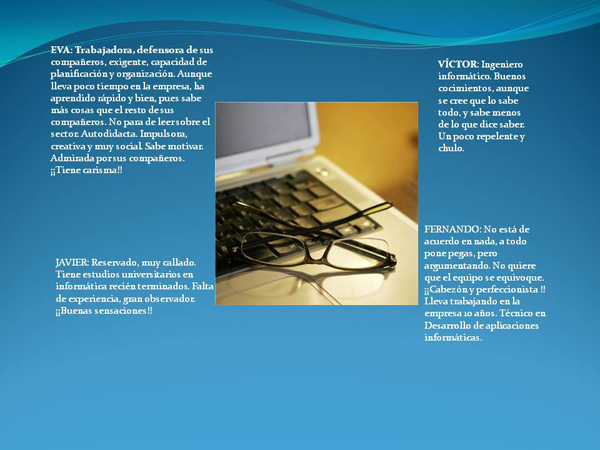 EVA: Trabajadora, defensora de sus
compañeros, exigente, capacidad de
planificación y organización. Aunque
lleva poco tiempo en la empresa, ha
aprendido rápido y bien, pues sabe
más cosas que el resto de sus
compañeros. No para de leer sobre el
sector. Autodidacta. Impulsora,
creativa y muy social. Sabe motivar.
Admirada por sus compañeros.
¡¡Tiene carisma!!
VÍCTOR: Ingeniero
informático. Buenos
cocimientos, aunque
se cree que lo sabe
todo, y sabe menos
de lo que dice saber.
Un poco repelente y
chulo.
JAVIER: Reservado, muy callado.
Tiene estudios universitarios en
informática recién terminados. Falta
de experiencia, gran observador.
¡¡Buenas sensaciones!!
FERNANDO: No está de
acuerdo en nada, a todo
pone pegas, pero
argumentando. No quiere
que el equipo se equivoque.
¡¡Cabezón y perfeccionista !!
Lleva trabajando en la
empresa 10 años. Técnico en
Desarrollo de aplicaciones
informáticas.